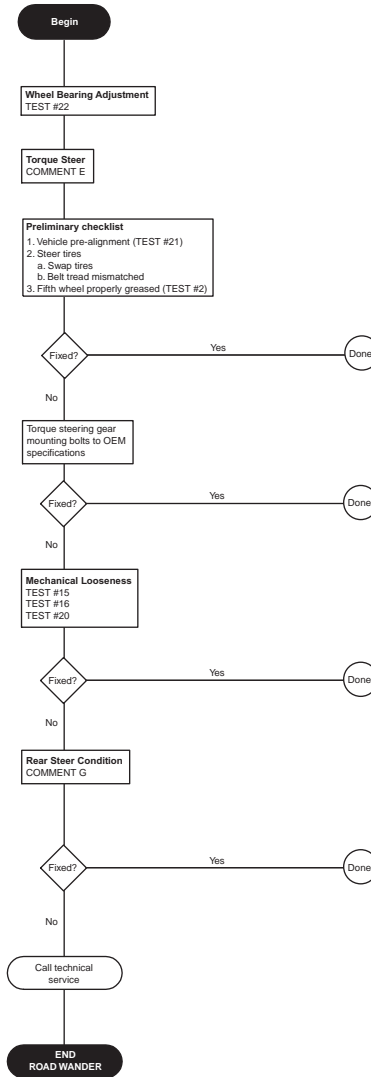 Begin
Wheel Bearing Adjustment
TEST #22
Torque Steer
COMMENT E
Preliminary checklist
1. Vehicle pre-alignment (TEST #21)
2. Steer tires
a. Swap tires
b. Belt tread mismatched
3. Fifth wheel properly greased (TEST #2)
Fixed?
Yes
Done
No
Torque steering gear
mounting bolts to OEM
specifications
Fixed?
Yes
Done
No
Mechanical Looseness
TEST #15
TEST #16
TEST #20
Fixed?
Yes
Done
No
Rear Steer Condition
COMMENT G
Fixed?
Yes
Done
No
Call technical
service
END
ROAD WANDER